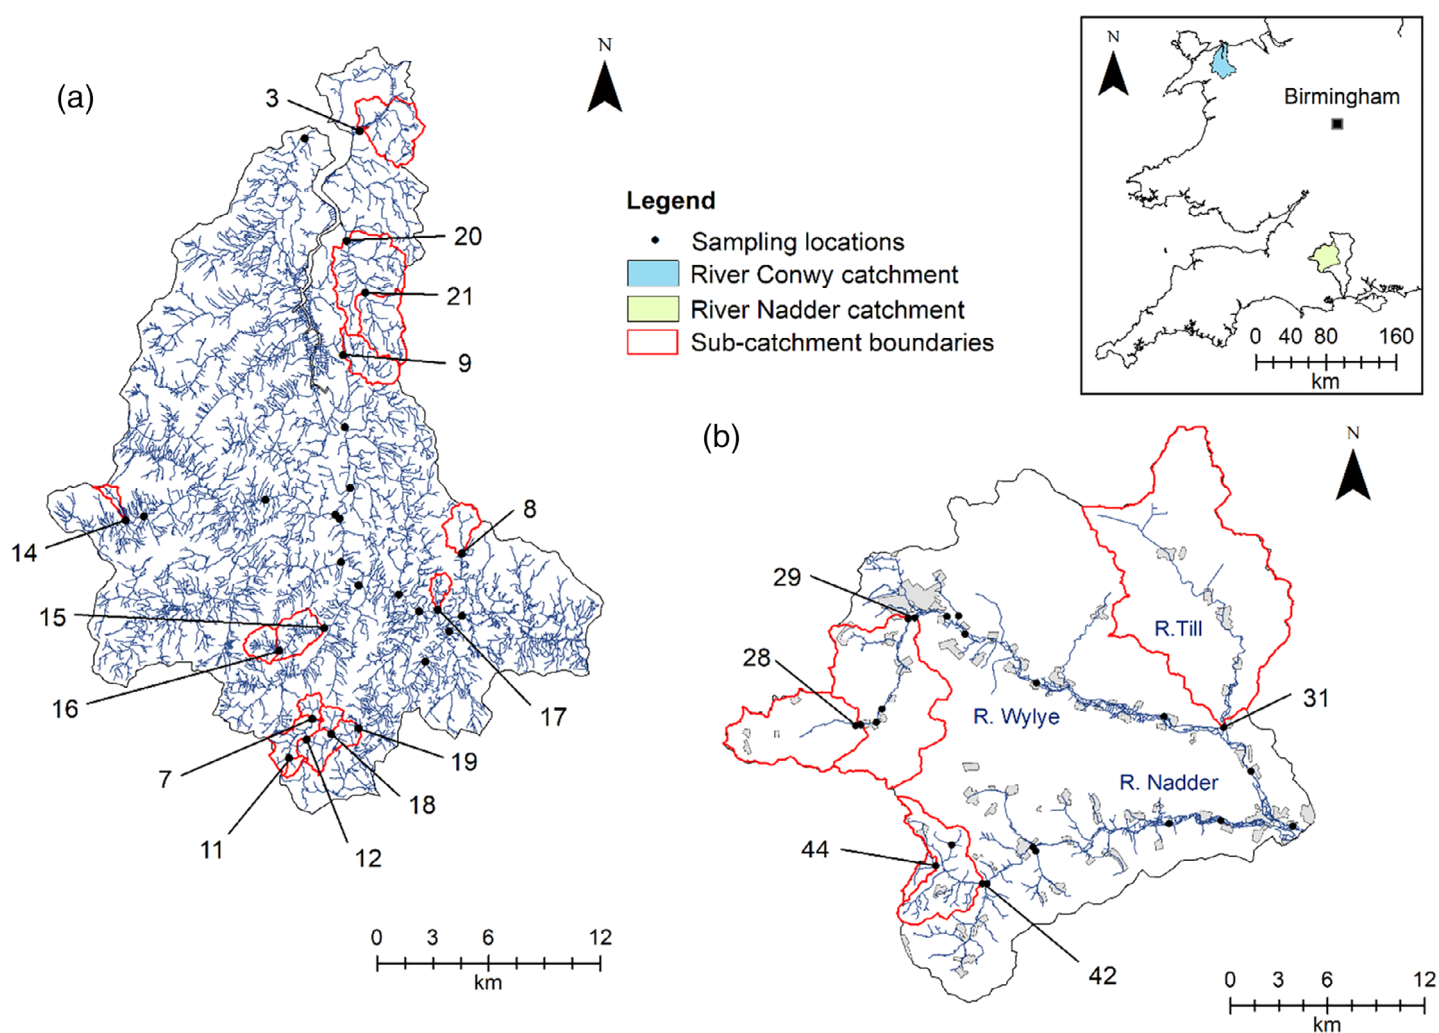 (a)
N
3
20
21
9
14
8
15
16
17
7
19
18
11
12
0 3 6 12
km
Legend
Sampling locations
River Conwy catchment
River Nadder catchment
Sub-catchment boundaries
N
Birmingham
0 40 80 160
km
(b)
N
29
28
R.Till
R. Wylye
31
R. Nadder
44
42
0 3 6 12
km